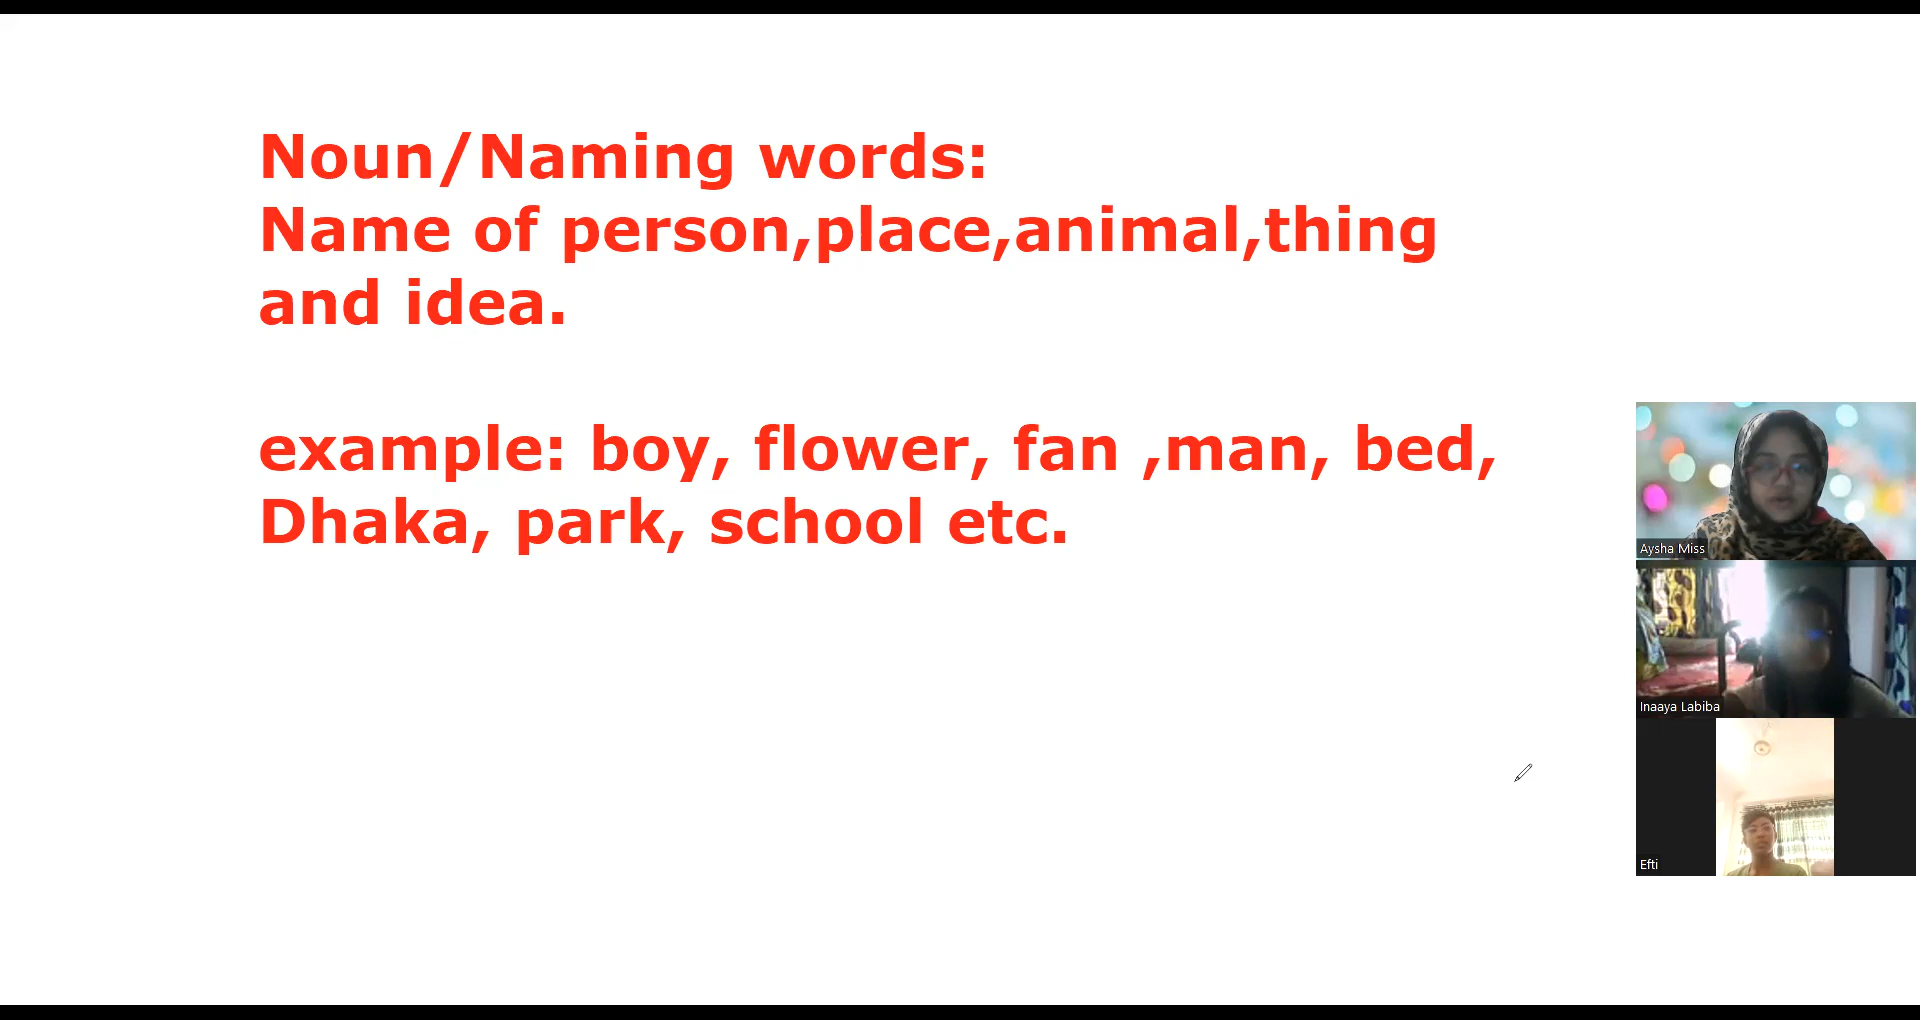 Noun/Naming words:
Name of person,place,animal,thing
and idea.
example: boy, flower, fan ,man, bed,
Dhaka, park, school etc.
Aysha Miss
Inaaya Labiba
Efti